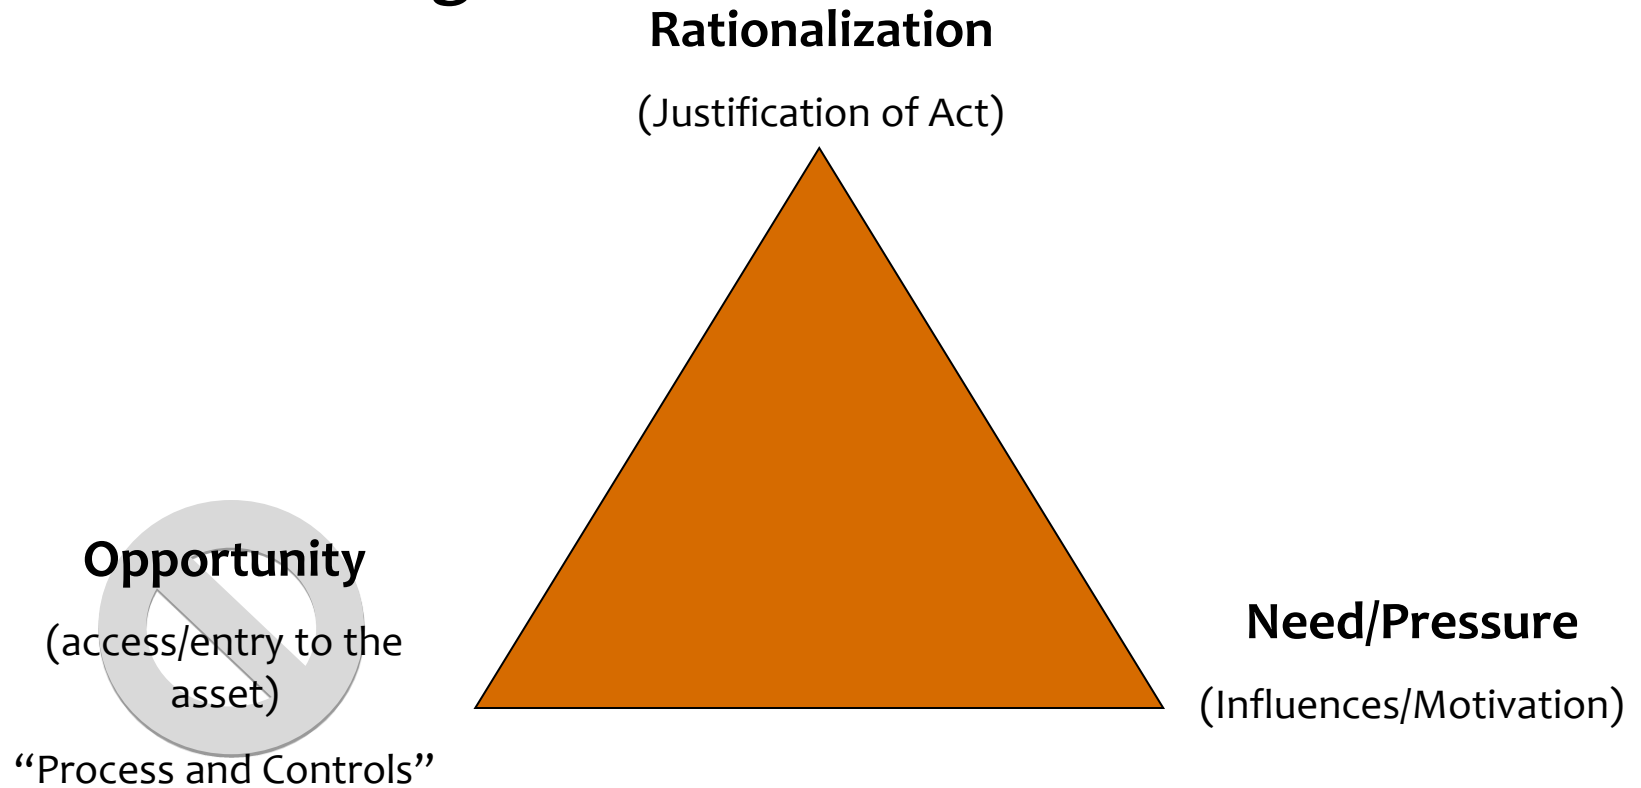 Rationalization
(Justification of Act)
Opportunity
(access/entry to the
asset)
“Process and Controls”
Need/Pressure
(Influences/Motivation)